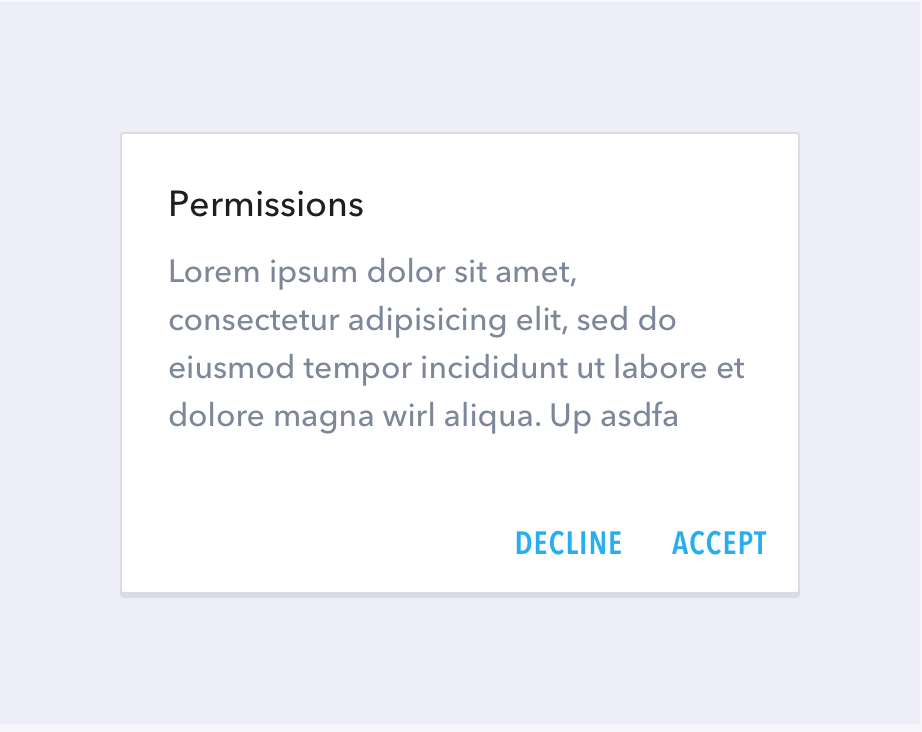 Permissions
Lorem ipsum dolor sit amet,
consectetur adipisicing elit, sed do
eiusmod tempor incididunt ut labore et
dolore magna wirl aliqua. Up asdfa
DECLINE ACCEPT